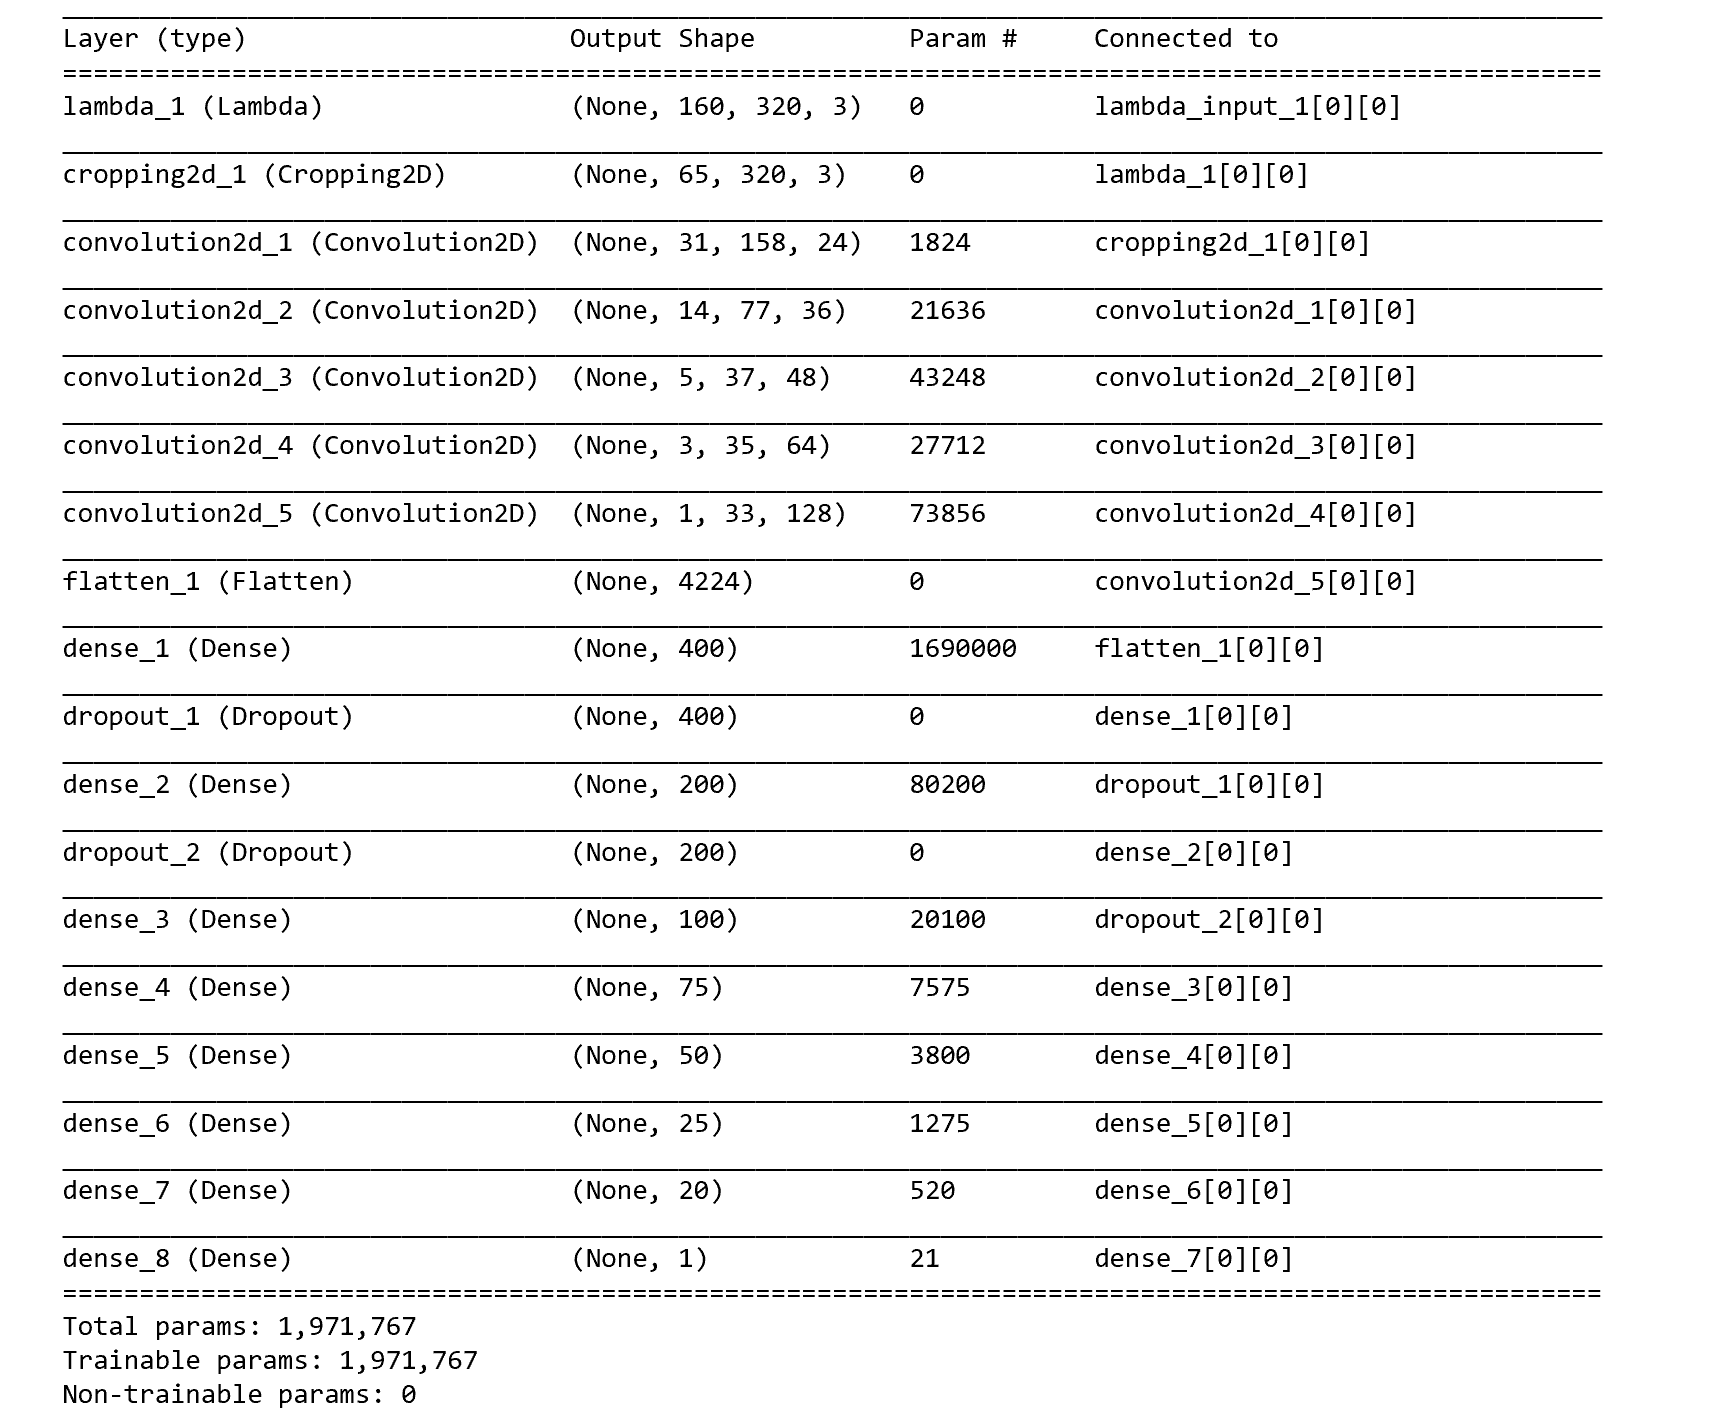 Layer (type) Output Shape Param # Connected to
====================================================================================================
lambda_1 (Lambda) (None, 160, 320, 3) 0 lambda_input_1[0][0]
cropping2d_1 (Cropping2D) (None, 65, 320, 3) 0 lambda_1[0][0]
convolution2d_1 (Convolution2D) (None, 31, 158, 24) 1824 cropping2d_1[0][0]
convolution2d_2 (Convolution2D) (None, 14, 77, 36) 21636 convolution2d_1[0][0]
convolution2d_3 (Convolution2D) (None, 5, 37, 48) 43248 convolution2d_2[0][0]
convolution2d_4 (Convolution2D) (None, 3, 35, 64) 27712 convolution2d_3[0][0]
convolution2d_5 (Convolution2D) (None, 1, 33, 128) 73856 convolution2d_4[0][0]
flatten_1 (Flatten) (None, 4224) 0 convolution2d_5[0][0]
dense_1 (Dense) (None, 400) 1690000 flatten_1[0][0]
dropout_1 (Dropout) (None, 400) 0 dense_1[0][0]
dense_2 (Dense) (None, 200) 80200 dropout_1[0][0]
dropout_2 (Dropout) (None, 200) 0 dense_2[0][0]
dense_3 (Dense) (None, 100) 20100 dropout_2[0][0]
dense_4 (Dense) (None, 75) 7575 dense_3[0][0]
dense_5 (Dense) (None, 50) 3800 dense_4[0][0]
dense_6 (Dense) (None, 25) 1275 dense_5[0][0]
dense_7 (Dense) (None, 20) 520 dense_6[0][0]
dense_8 (Dense) (None, 1) 21 dense_7[0][0]
====================================================================================================
Total params: 1,971,767
Trainable params: 1,971,767
Non-trainable params: 0